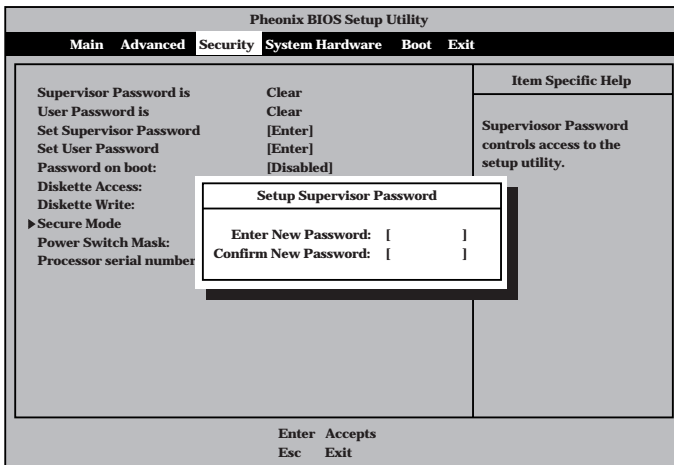 Pheonix BIOS Setup Utility
Main Advanced Security System Hardware Boot Exit
Supervisor Password is Clear
User Password is Clear
Set Supervisor Password [Enter]
Set User Password [Enter]
Password on boot: [Disabled]
Diskette Access:
Diskette Write:
Secure Mode
Power Switch Mask:
Processor serial number
Item Specific Help
Superviosor Password
controls access to the
setup utility.
Setup Supervisor Password
Enter New Password: [ ]
Confirm New Password: [ ]
Enter Accepts
Esc Exit